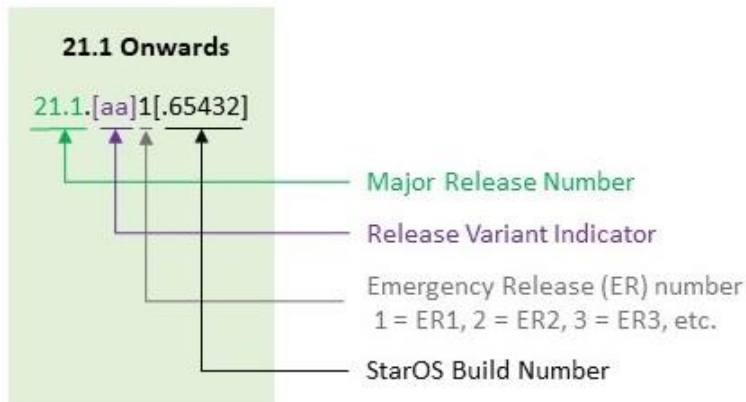 21.1 Onwards
21.1.[aa]1[.65432]
Major Release Number
Release Variant Indicator
Emergency Release (ER) number
1 = ER1, 2 = ER2, 3 = ER3, etc.
StarOS Build Number